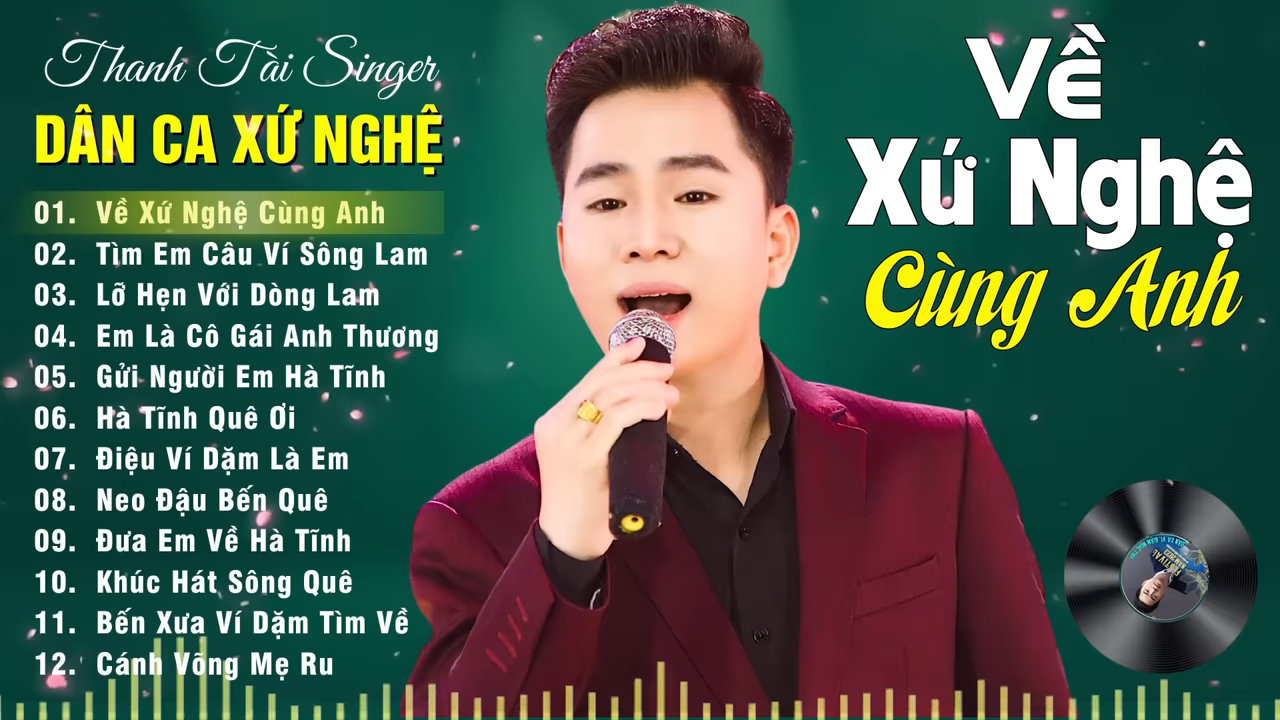 Thanh Tài Singer
DÂN CA XỨ NGHỆ
01. Về Xứ Nghệ Cùng Anh
02. Tìm Em Câu Ví Sông Lam
03. Lỡ Hẹn Với Dòng Lam
04. Em Là Cô Gái Anh Thương
05. Gửi Người Em Hà Tĩnh
06. Hà Tĩnh Quê Ơi
07. Điệu Ví Dặm Là Em
08. Neo Đậu Bến Quê
09. Đưa Em Về Hà Tĩnh
10. Khúc Hát Sông Quê
11. Bến Xưa Ví Dặm Tìm Về
12. Cánh Võng Mẹ Ru
Về
Xứ Nghệ
Cùng Anh
FESTIVAL